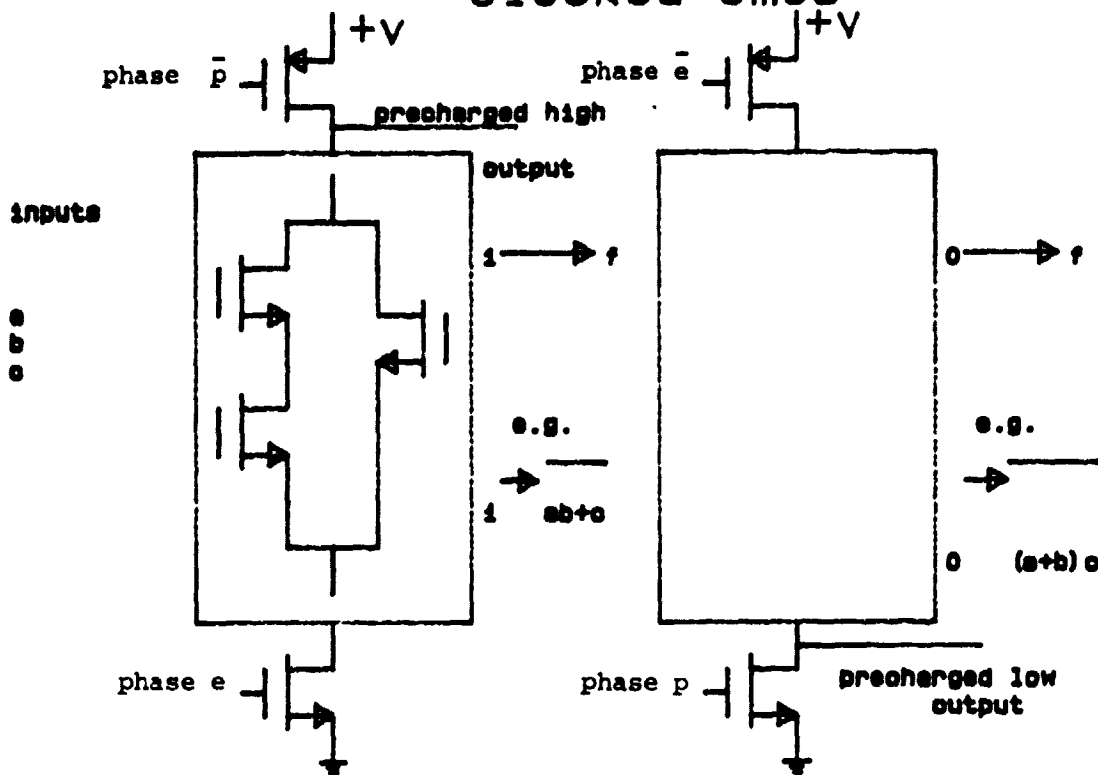 +V
+V
phase p̅
phase e̅
precharged high
output
inputs
1 → f
0 → f
a
b
c
e.g.
e.g.
1 ab+c
0 (a+b)c
phase e
phase p
precharged low
output